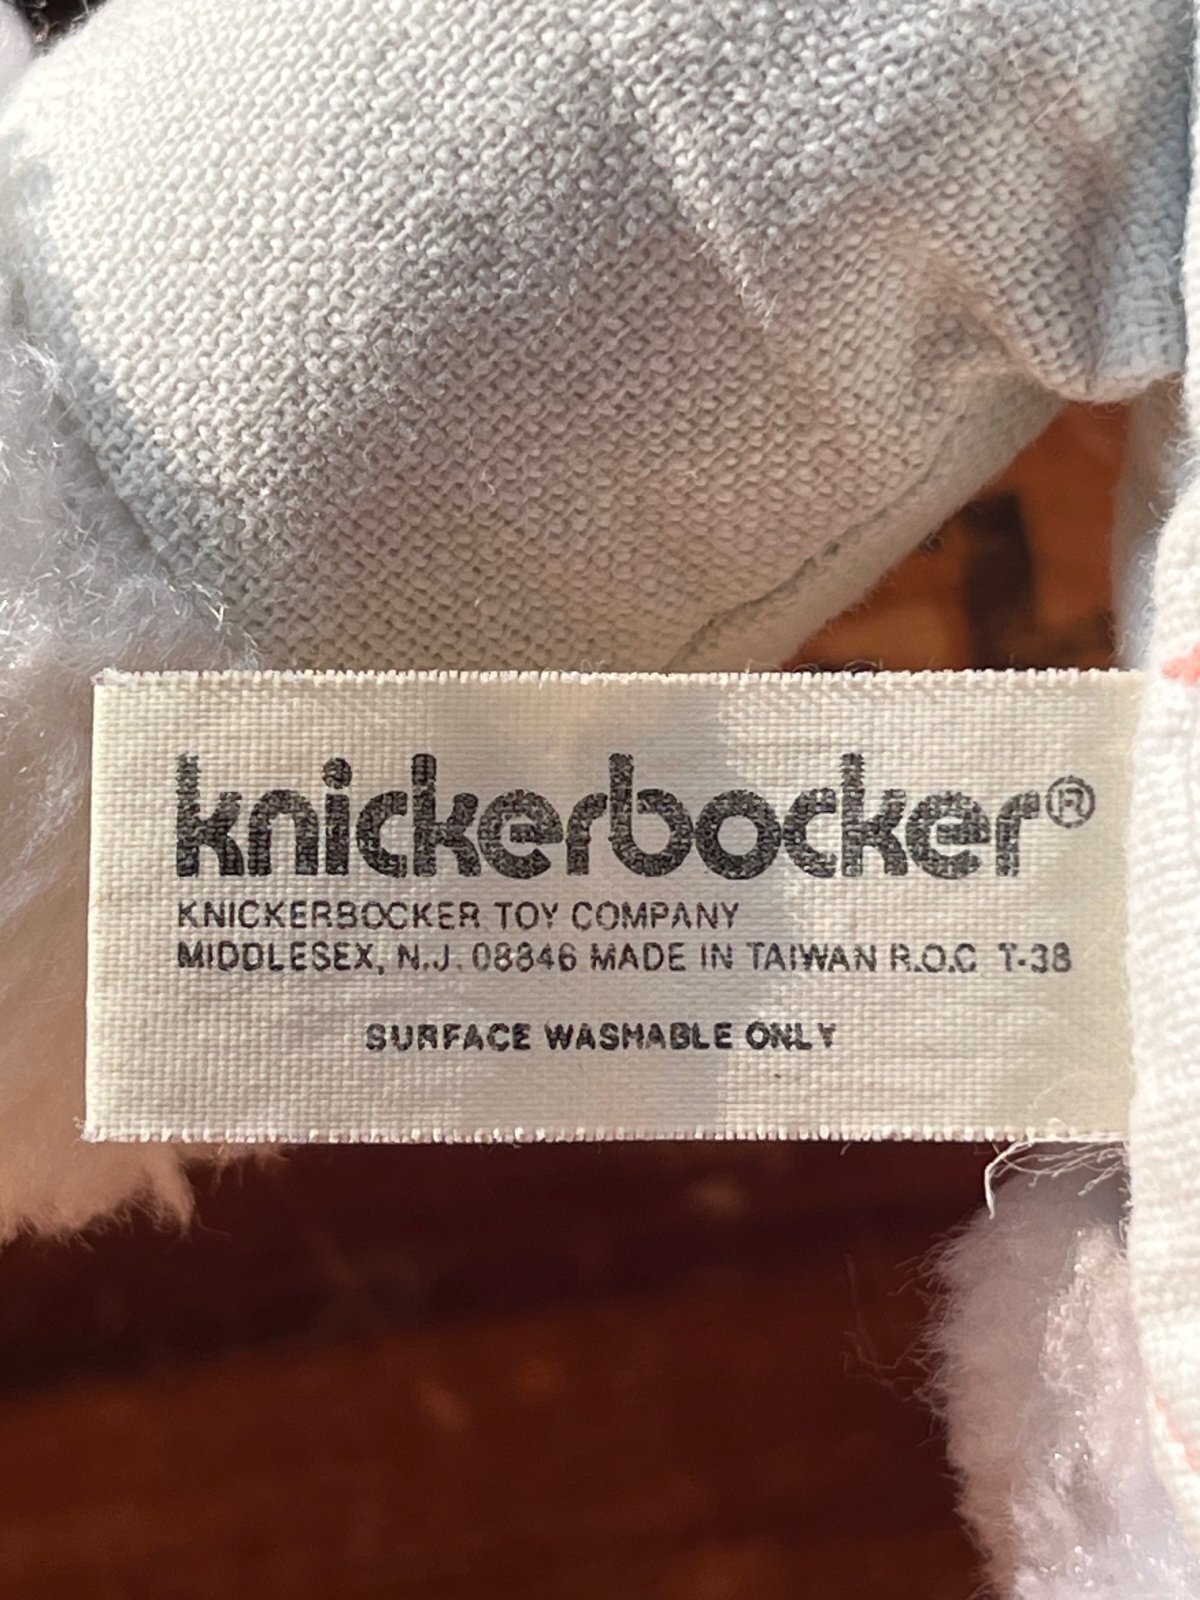 knickerbocker®
KNICKERBOCKER TOY COMPANY
MIDDLESEX, N.J. 08846 MADE IN TAIWAN R.O.C T-38
SURFACE WASHABLE ONLY